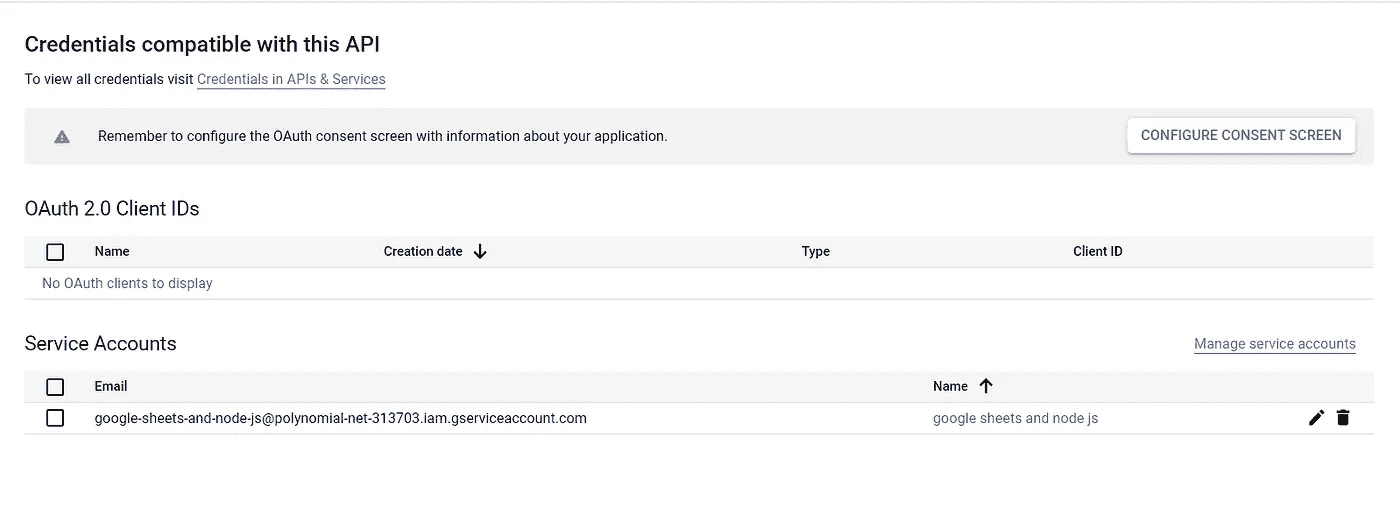 Credentials compatible with this API
To view all credentials visit Credentials in APIs & Services
Remember to configure the OAuth consent screen with information about your application.
CONFIGURE CONSENT SCREEN
OAuth 2.0 Client IDs
Name Creation date Type Client ID
No OAuth clients to display
Service Accounts Manage service accounts
Email Name
google-sheets-and-node-js@polynomial-net-313703.iam.gserviceaccount.com google sheets and node js